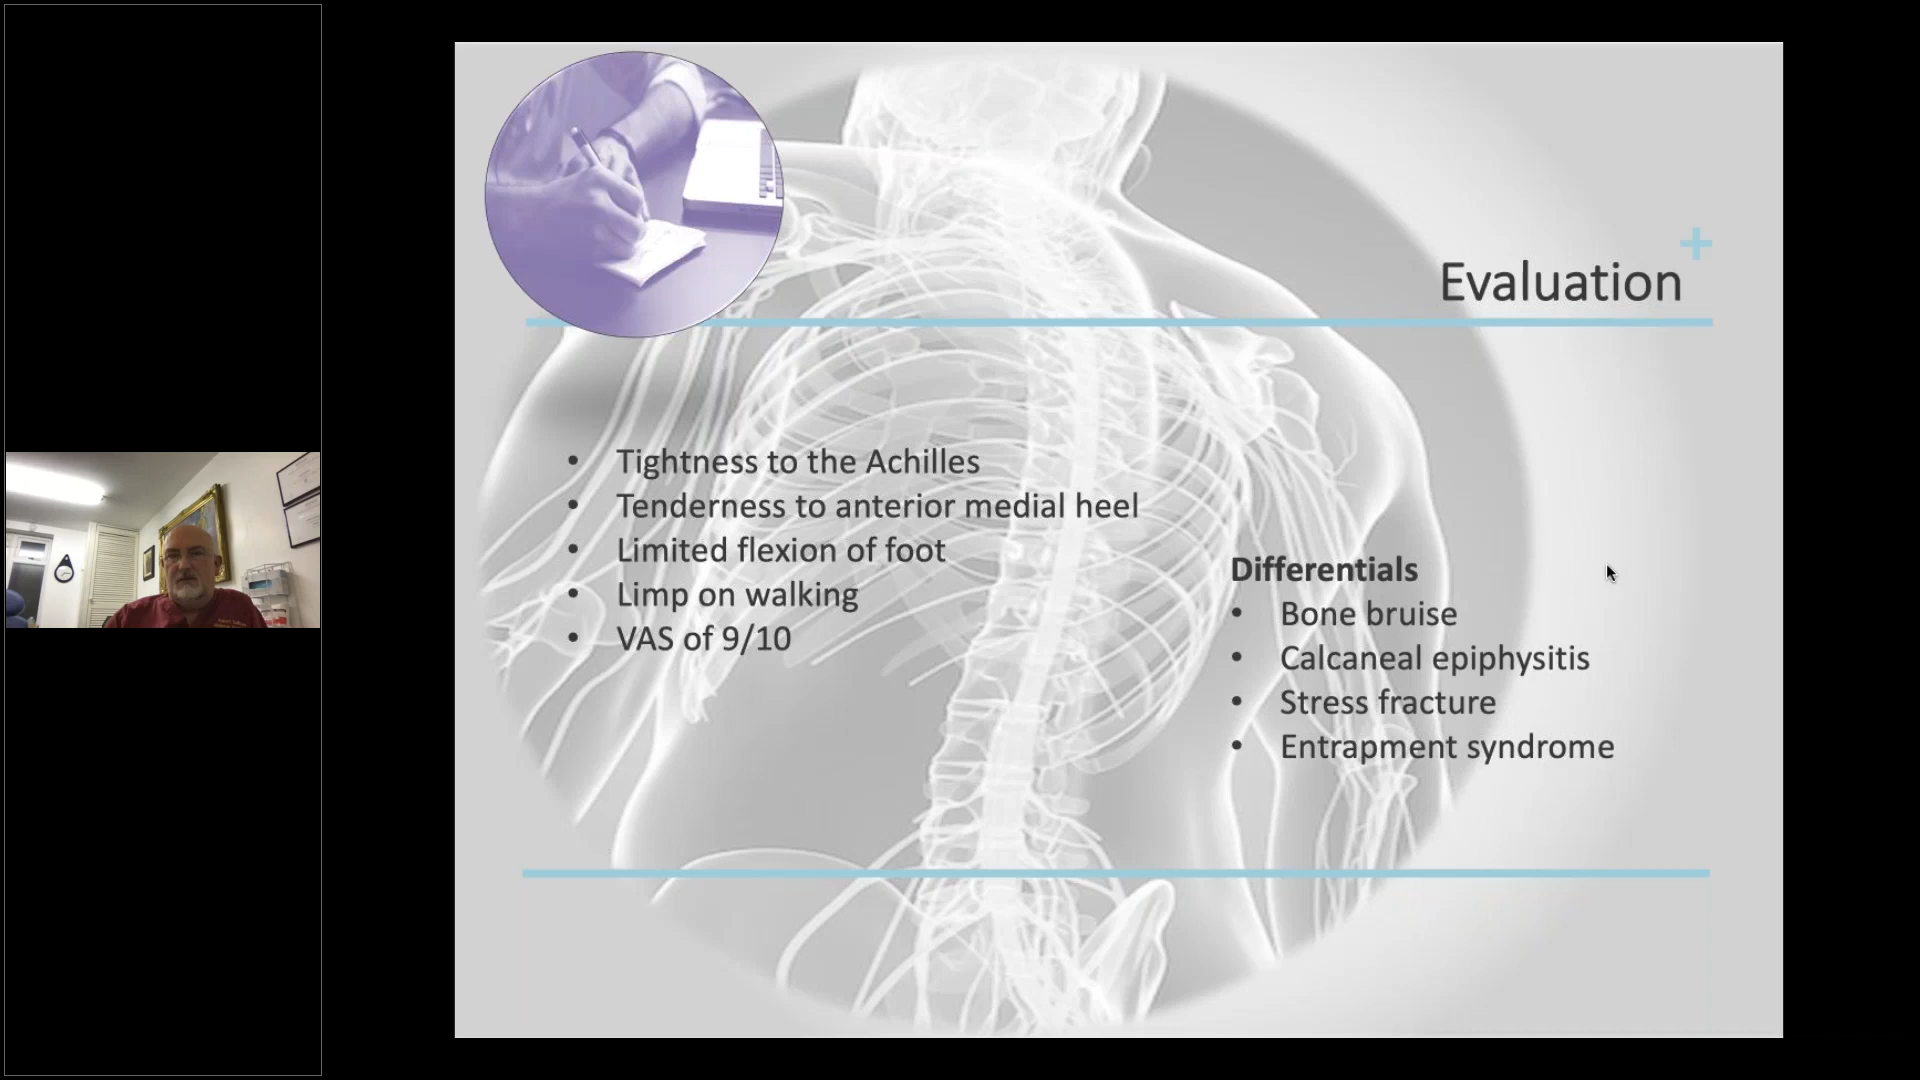 Evaluation
• Tightness to the Achilles
• Tenderness to anterior medial heel
• Limited flexion of foot
• Limp on walking
• VAS of 9/10
Differentials
• Bone bruise
• Calcaneal epiphysitis
• Stress fracture
• Entrapment syndrome